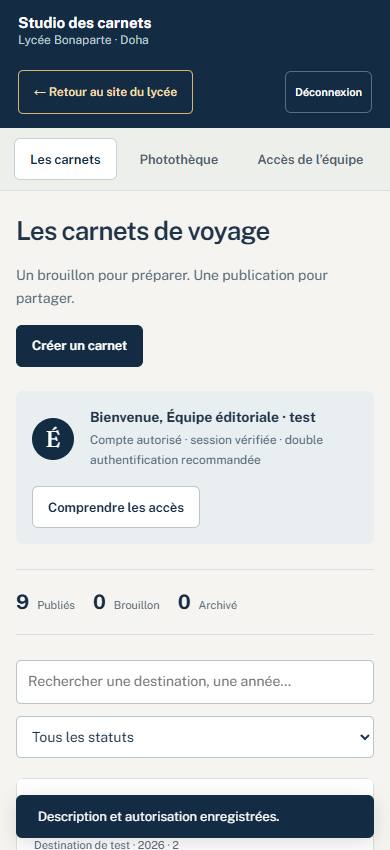 Studio des carnets
Lycée Bonaparte · Doha
← Retour au site du lycée
Déconnexion
Les carnets
Photothèque
Accès de l’équipe
Les carnets de voyage
Un brouillon pour préparer. Une publication pour
partager.
Créer un carnet
É
Bienvenue, Équipe éditoriale · test
Compte autorisé · session vérifiée · double
authentification recommandée
Comprendre les accès
9 Publiés 0 Brouillon 0 Archivé
Rechercher une destination, une année…
Tous les statuts
Description et autorisation enregistrées.
Destination de test · 2026 · 2